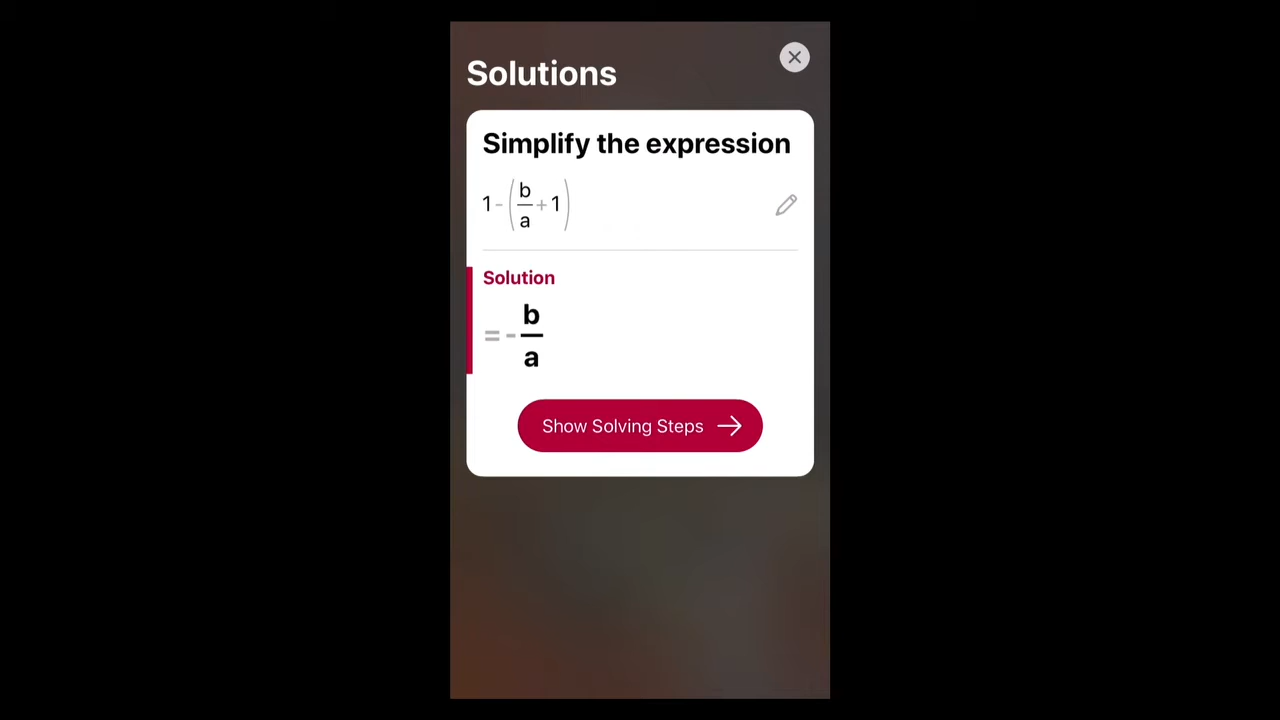 Solutions
Simplify the expression
1-(b/a+1)
Solution
=-b/a
Show Solving Steps →